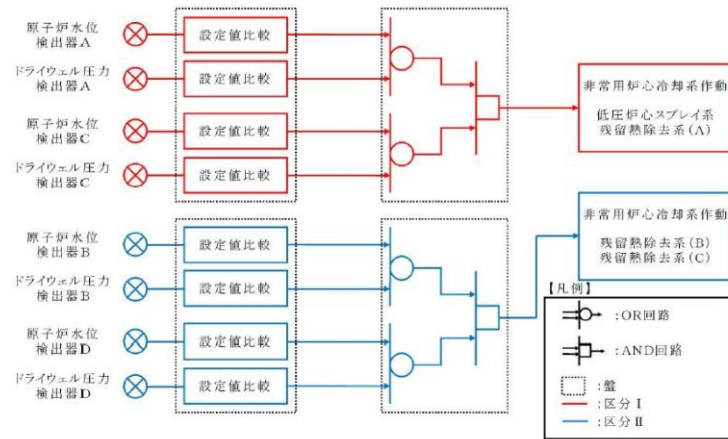 原子炉水位
検出器A
設定値比較
ドライウェル圧力
検出器A
設定値比較
原子炉水位
検出器C
設定値比較
ドライウェル圧力
検出器C
設定値比較
非常用炉心冷却系作動
低圧炉心スプレイ系
残留熱除去系(A)
原子炉水位
検出器B
設定値比較
ドライウェル圧力
検出器B
設定値比較
原子炉水位
検出器D
設定値比較
ドライウェル圧力
検出器D
設定値比較
非常用炉心冷却系作動
残留熱除去系(B)
残留熱除去系(C)
【凡例】
:OR回路
:AND回路
:盤
:区分Ⅰ
:区分Ⅱ